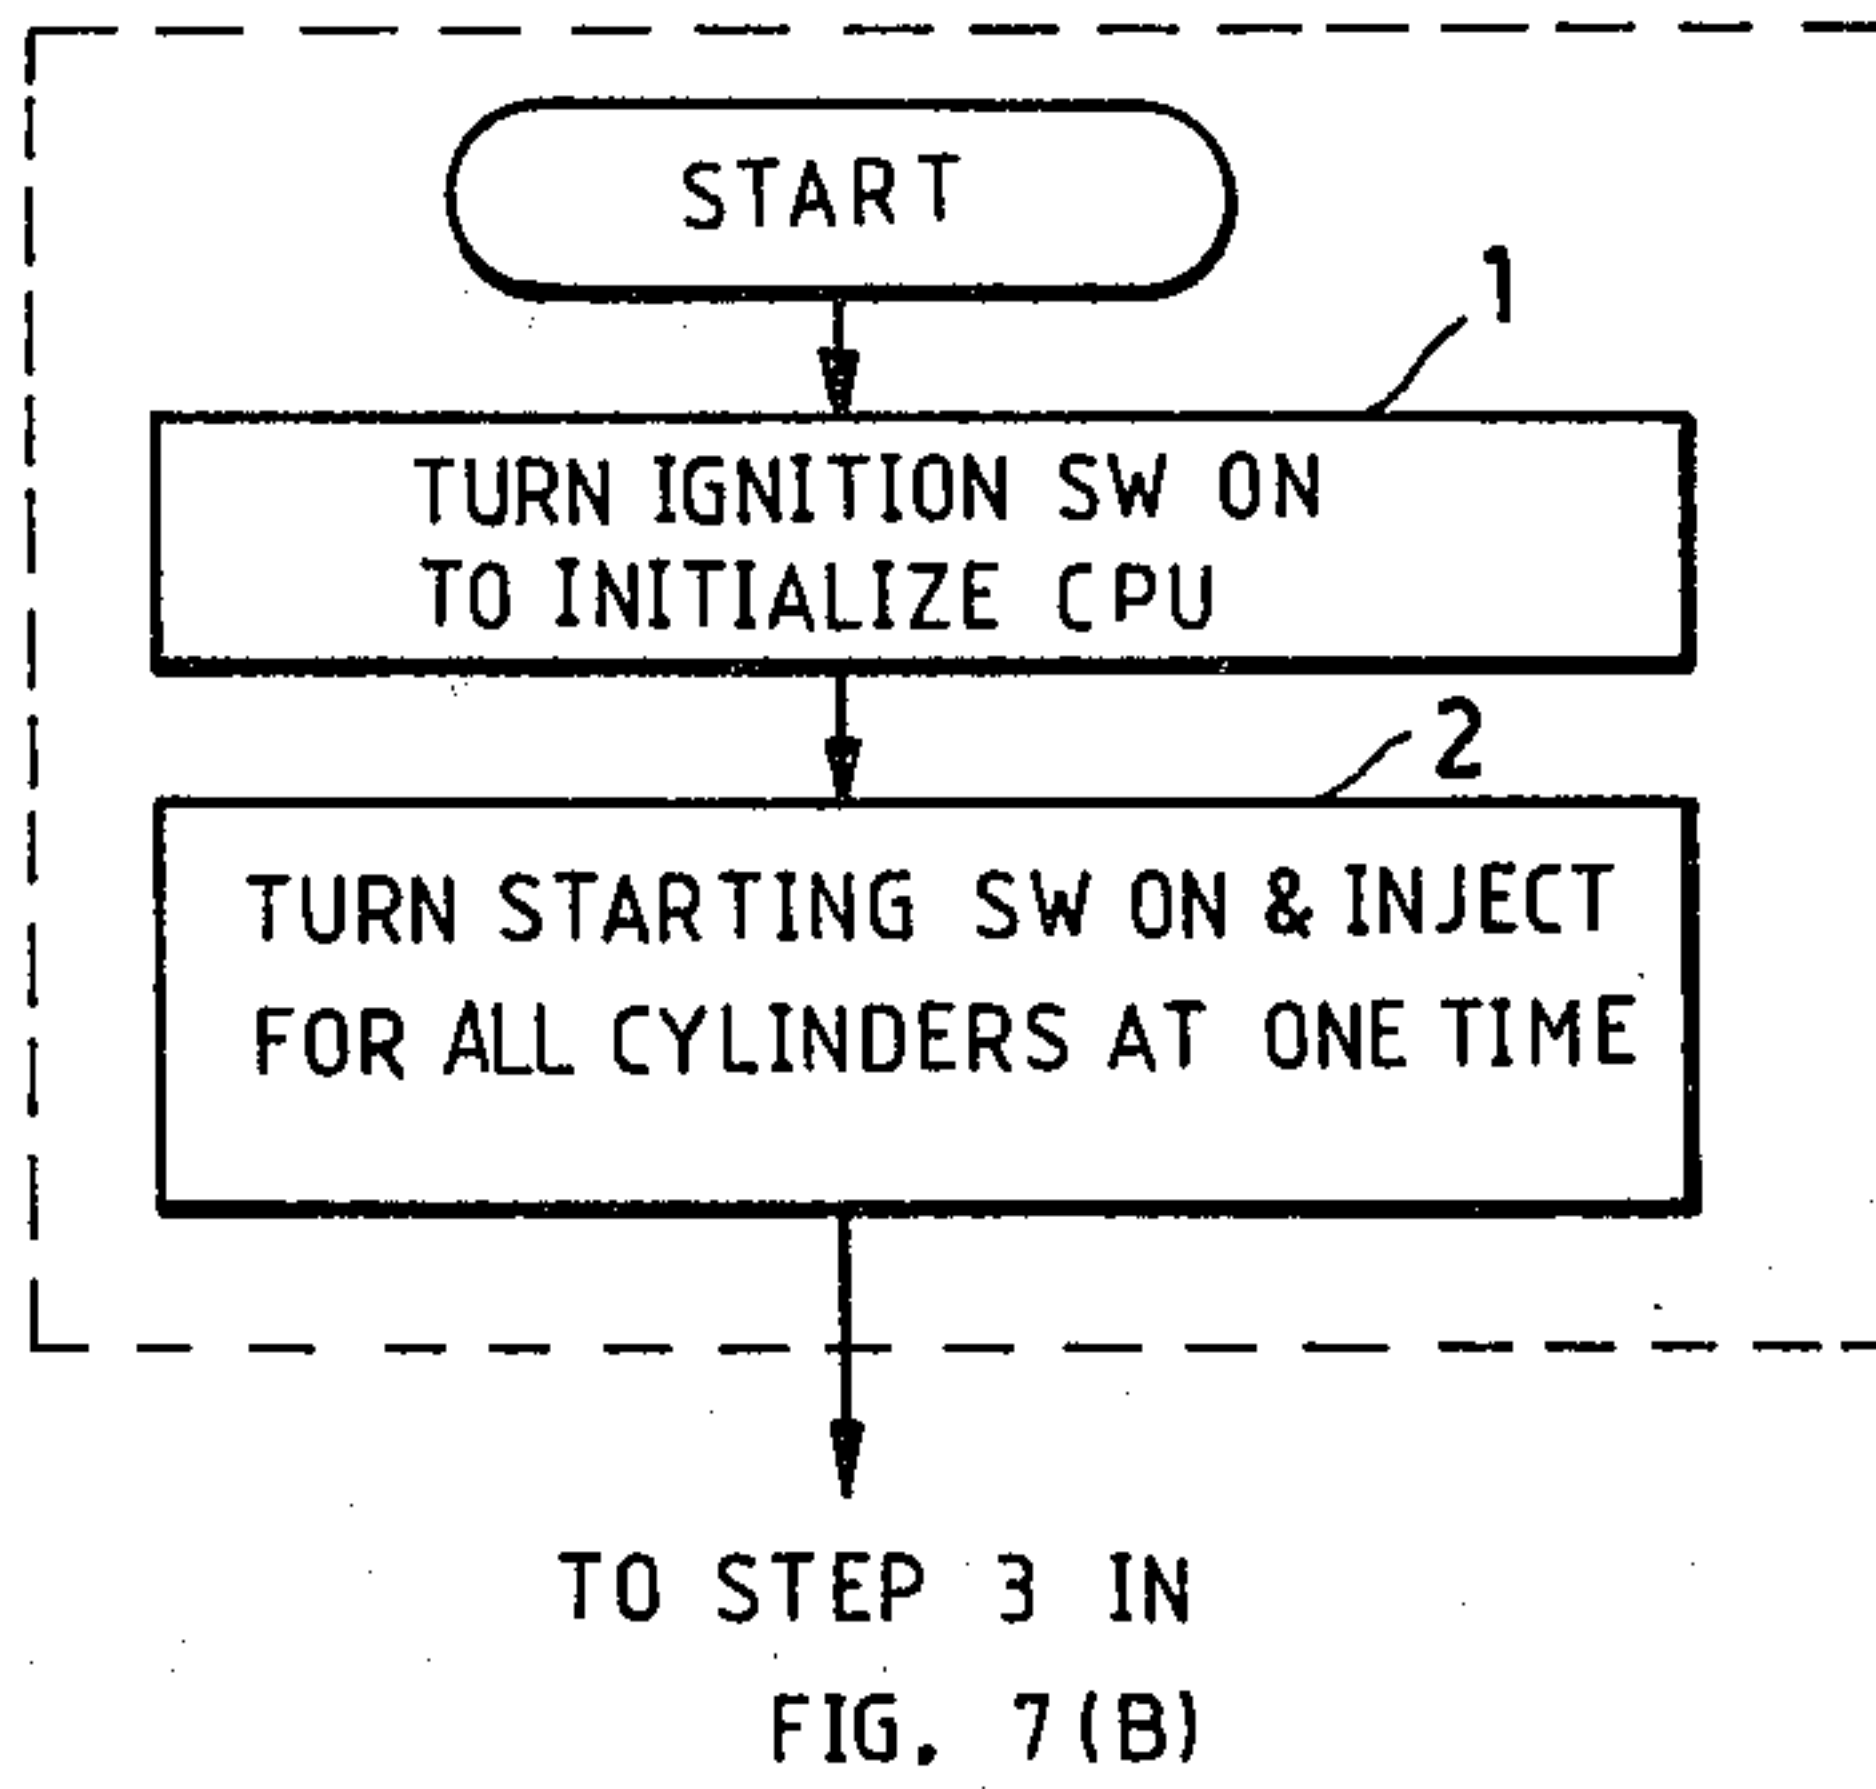 START
1
TURN IGNITION SW ON
TO INITIALIZE CPU
2
TURN STARTING SW ON & INJECT
FOR ALL CYLINDERS AT ONE TIME
TO STEP 3 IN
FIG. 7(B)